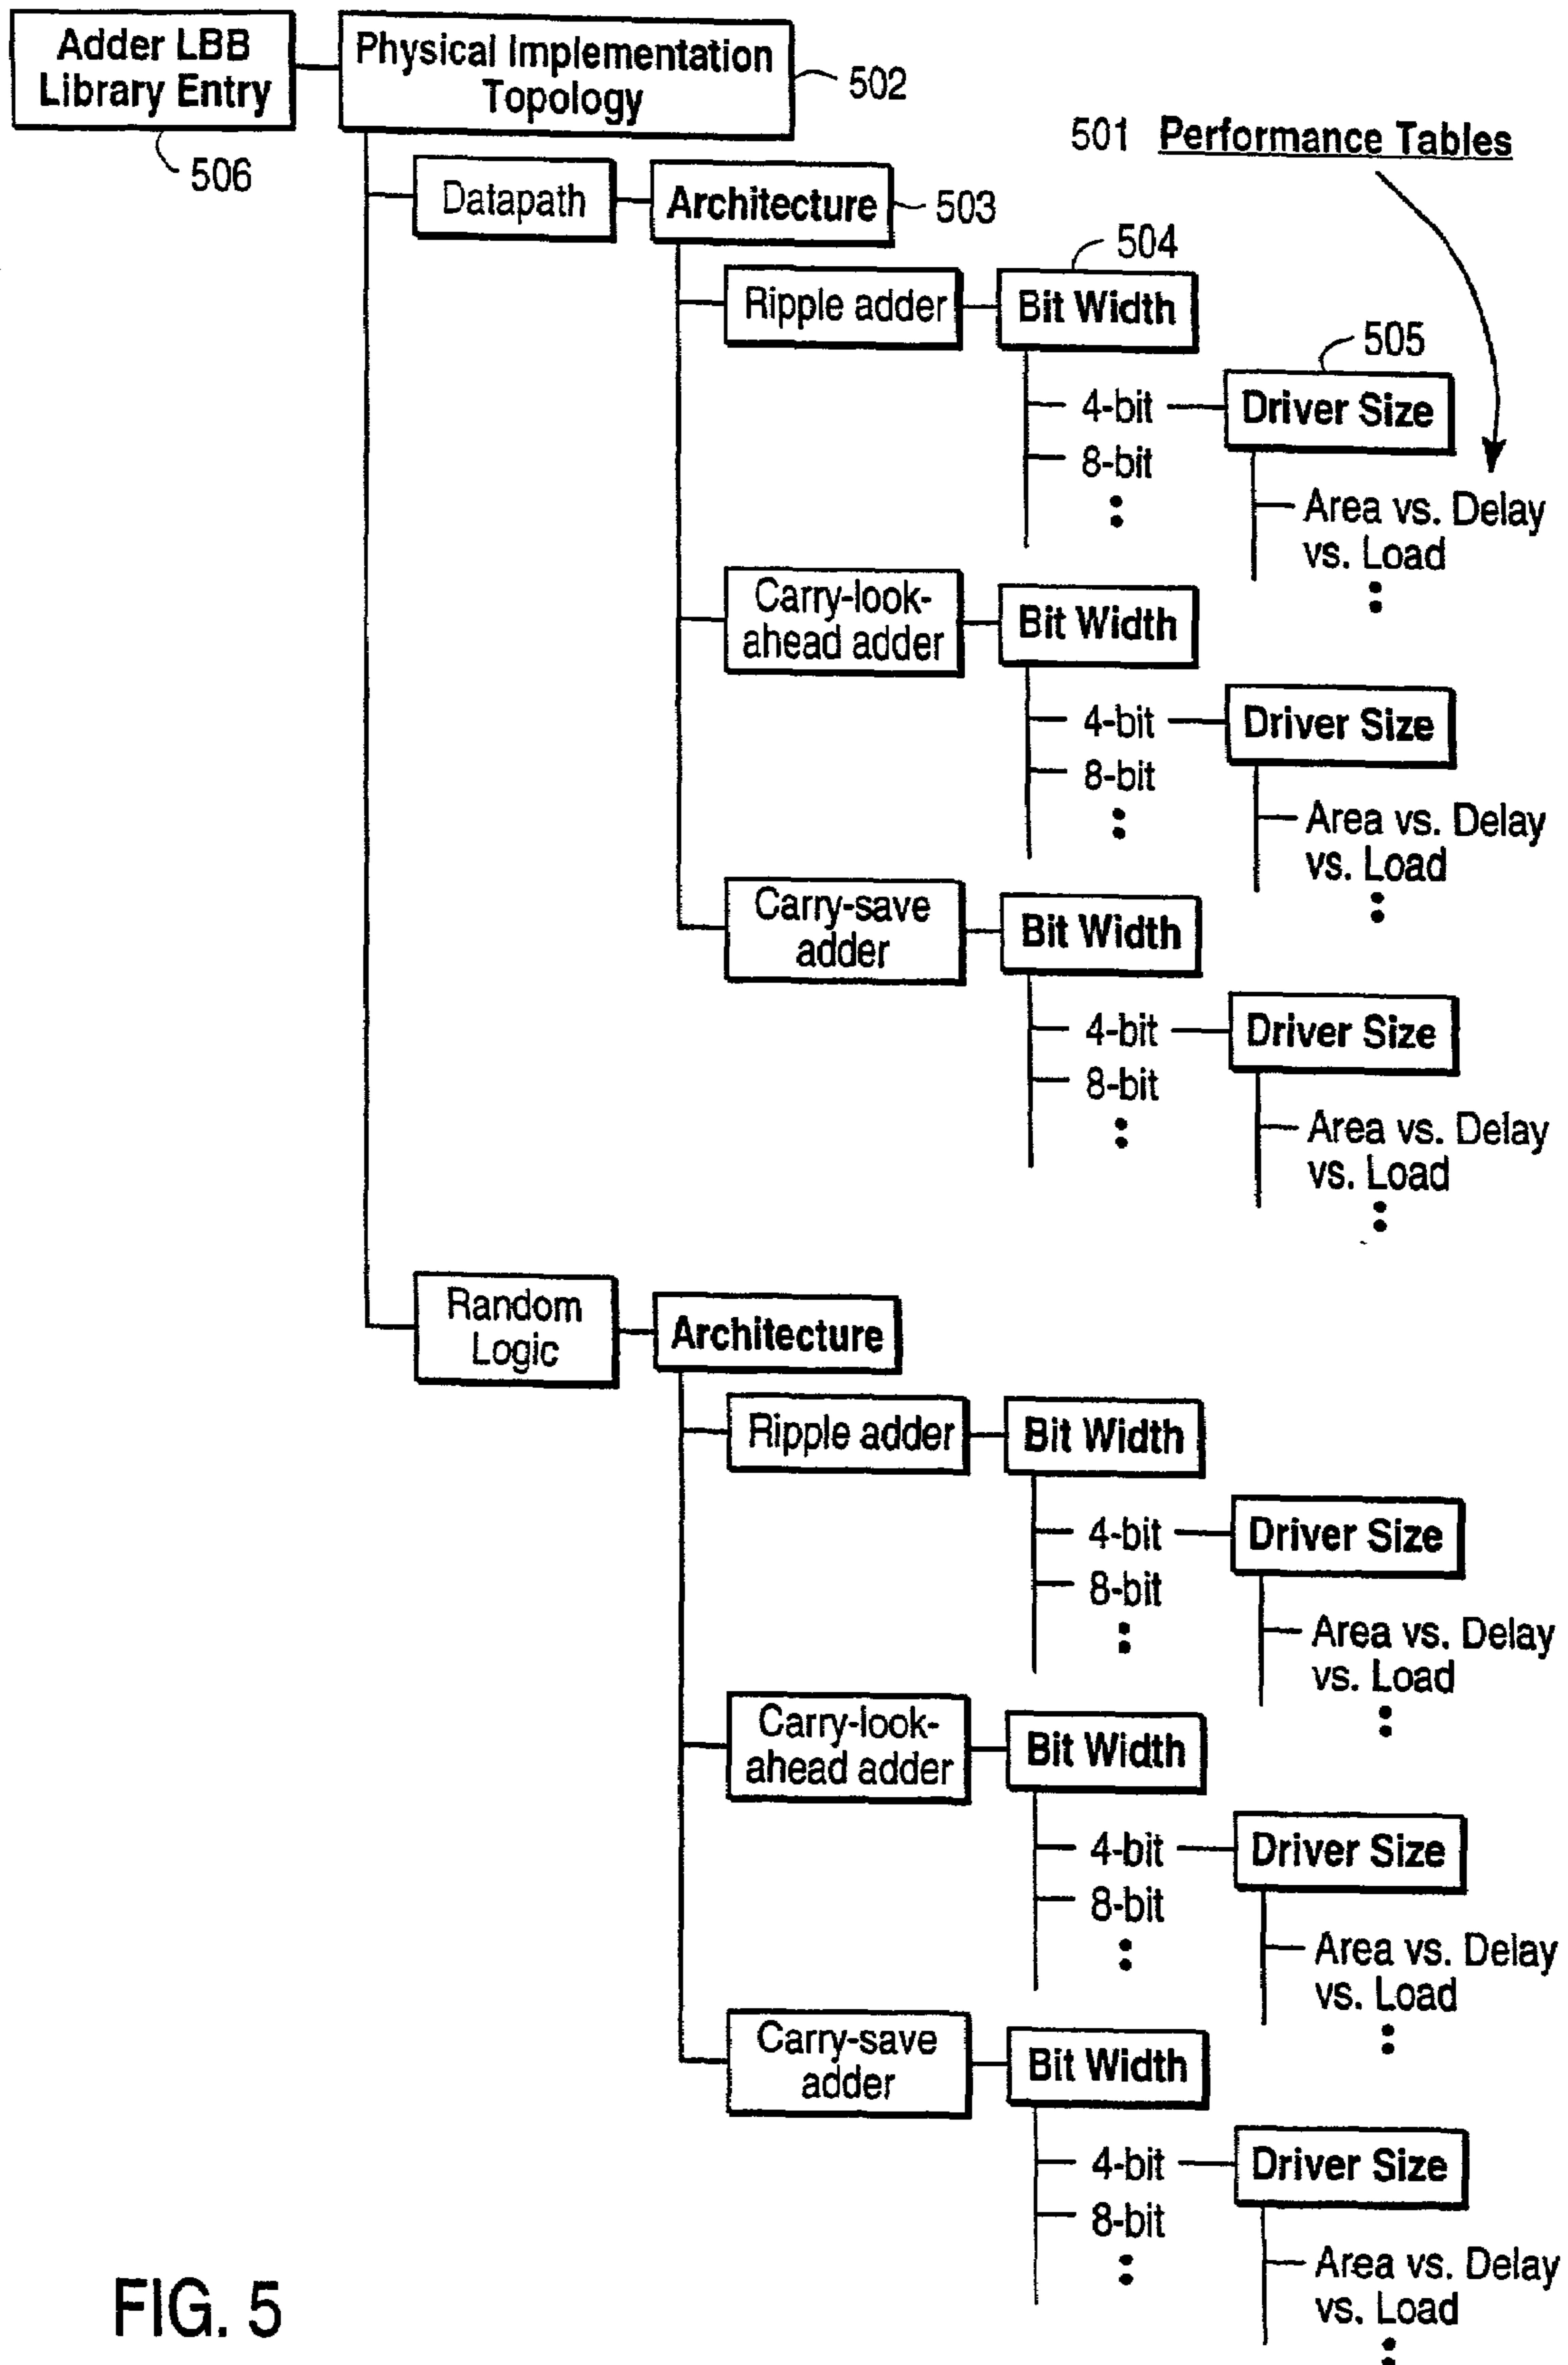 Adder LBB
Library Entry
506
Physical Implementation
Topology
502
501 Performance Tables
Datapath
Architecture
503
504
Ripple adder
Bit Width
505
4-bit
Driver Size
8-bit
Area vs. Delay
vs. Load
Carry-look-
ahead adder
Bit Width
4-bit
Driver Size
8-bit
Area vs. Delay
vs. Load
Carry-save
adder
Bit Width
4-bit
Driver Size
8-bit
Area vs. Delay
vs. Load
Random
Logic
Architecture
Ripple adder
Bit Width
4-bit
Driver Size
8-bit
Area vs. Delay
vs. Load
Carry-look-
ahead adder
Bit Width
4-bit
Driver Size
8-bit
Area vs. Delay
vs. Load
Carry-save
adder
Bit Width
4-bit
Driver Size
8-bit
Area vs. Delay
vs. Load
FIG. 5